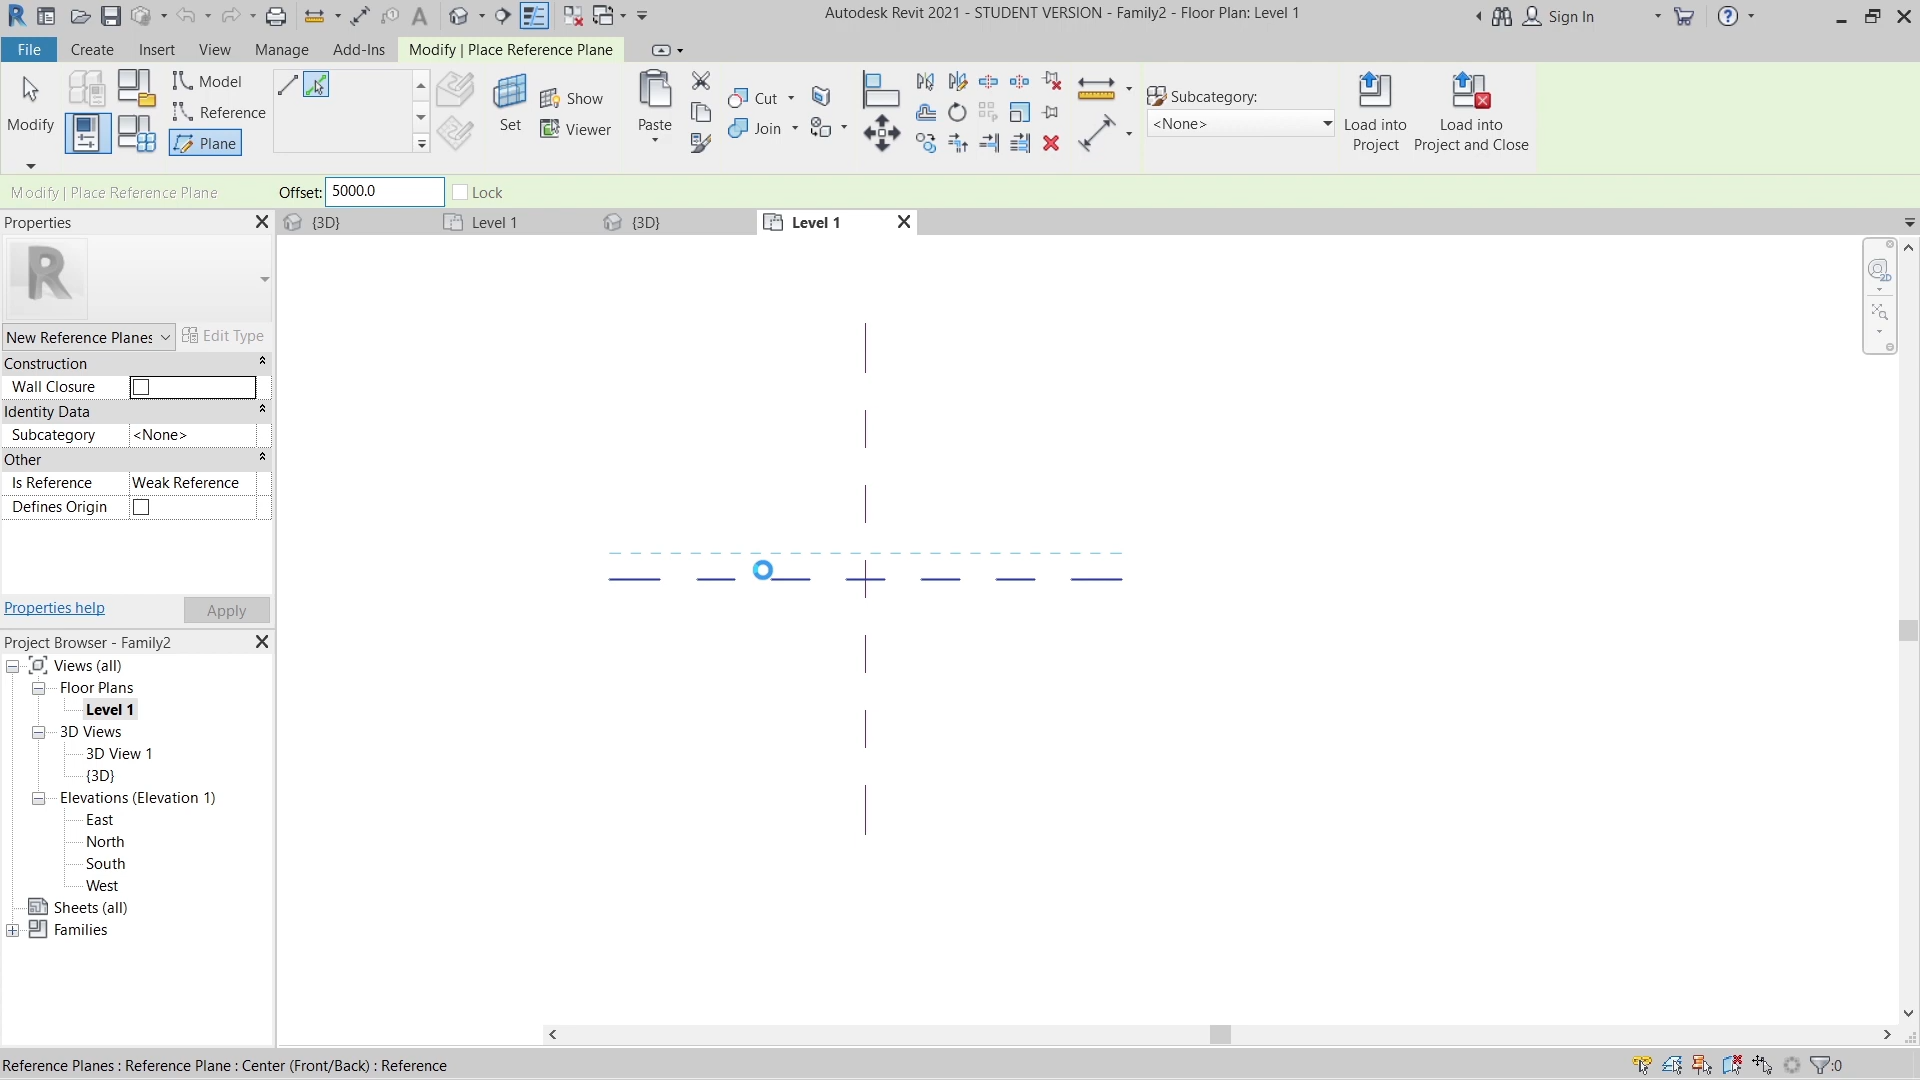 Autodesk Revit 2021 - STUDENT VERSION - Family2 - Floor Plan: Level 1
Sign In
File
Create
Insert
View
Manage
Add-Ins
Modify | Place Reference Plane
Modify
Model
Reference
Plane
Set
Show
Viewer
Paste
Cut
Join
Subcategory:
<None>
Load into Project
Load into Project and Close
Modify | Place Reference Plane
Offset: 5000.0
Lock
Properties
{3D}
Level 1
{3D}
Level 1
R
New Reference Planes
Edit Type
Construction
Wall Closure
Identity Data
Subcategory <None>
Other
Is Reference Weak Reference
Defines Origin
Properties help
Apply
Project Browser - Family2
Views (all)
Floor Plans
Level 1
3D Views
3D View 1
{3D}
Elevations (Elevation 1)
East
North
South
West
Sheets (all)
Families
2D
Reference Planes : Reference Plane : Center (Front/Back) : Reference
:0